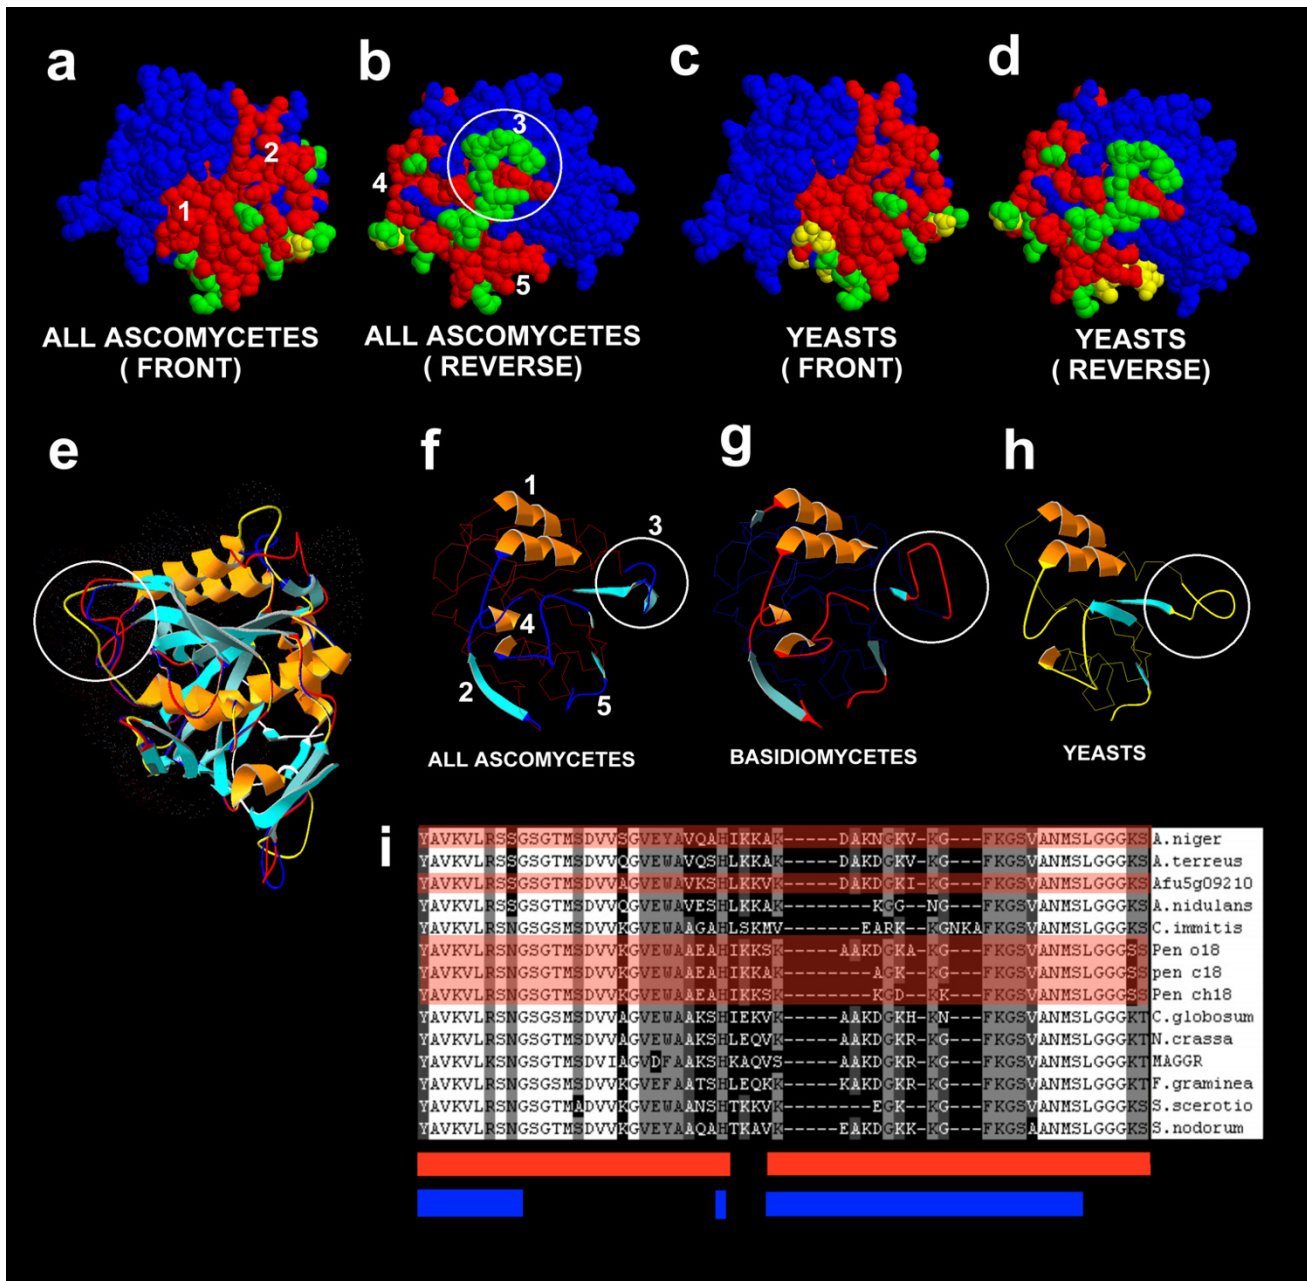 a b c d
3
2
4
1
5
ALL ASCOMYCETES
( FRONT)
ALL ASCOMYCETES
( REVERSE)
YEASTS
( FRONT)
YEASTS
( REVERSE)
e f g h
1
3
4
2
5
ALL ASCOMYCETES
BASIDIOMYCETES
YEASTS
i
YAVKVLRSSGSGTMSDVVSGVEYAVQAHIKKAK-----DAKNGKV-KG---FKGSVANMSLGGGKS A.niger
YAVKVLRSSGSGTMSDVVQGVEWAVQSHLKKAK-----DAKDGKV-KG---FKGSVANMSLGGGKS A.terreus
YAVKVLRSSGSGTMSDVVAGVEWAVKSHLKKVK-----DAKDGKI-KG---FKGSVANMSLGGGKS Afu5g09210
YAVKVLRSSGSGTMSDVVQGVEWAVESHLKKAK--------KGG--NG---FKGSVANMSLGGGKS A.nidulans
YAVKVLRSNGSGSMSDVVKGVEWAAGAHLSKMV-------EARK--KGNKAFKGSVANMSLGGGKS C.immitis
YAVKVLRSNGSGTMSDVVKGVEWAAEAHIKKSK-----AAKDGKA-KG---FKGSVANMSLGGGSS Pen o18
YAVKVLRSNGSGTMSDVVKGVEWAAEAHIKKAK--------AGK--KG---FKGSVANMSLGGGSS pen c18
YAVKVLRSNGSGTMSDVVKGVEWAAEAHIKKSK--------KGD--KK---FKGSVANMSLGGGSS Pen ch18
YAVKVLRSNGSGTMSDVVKGVEWAAKSHIEKVK-----AAKDGKH-KN---FKGSVANMSLGGGKT C.globosum
YAVKVLRSNGSGTMSDVVAGVEWAAKSHLEQVK-----AAKDGKR-KG---FKGSVANMSLGGGKT N.crassa
YAVKVLRSNGSGTMSDVIAGVDFAAKSHKAQVS-----AAKDGKR-KG---FKGSVANMSLGGGKT MAGGR
YAVKVLRSNGSGSMSDVVKGVEFAATSHLEQKK-----KAKDGKR-KG---FKGSVANMSLGGGKT F.graminea
YAVKVLRSNGSGTMADVVKGVEWAANSHTKKVK--------EGK--KG---FKGSVANMSLGGGKS S.scerotio
YAVKVLRSNGSGTMSDVVKGVEWAAQAHTKAVK-----EAKDGKK-KG---FKGSAANMSLGGGKS S.nodorum